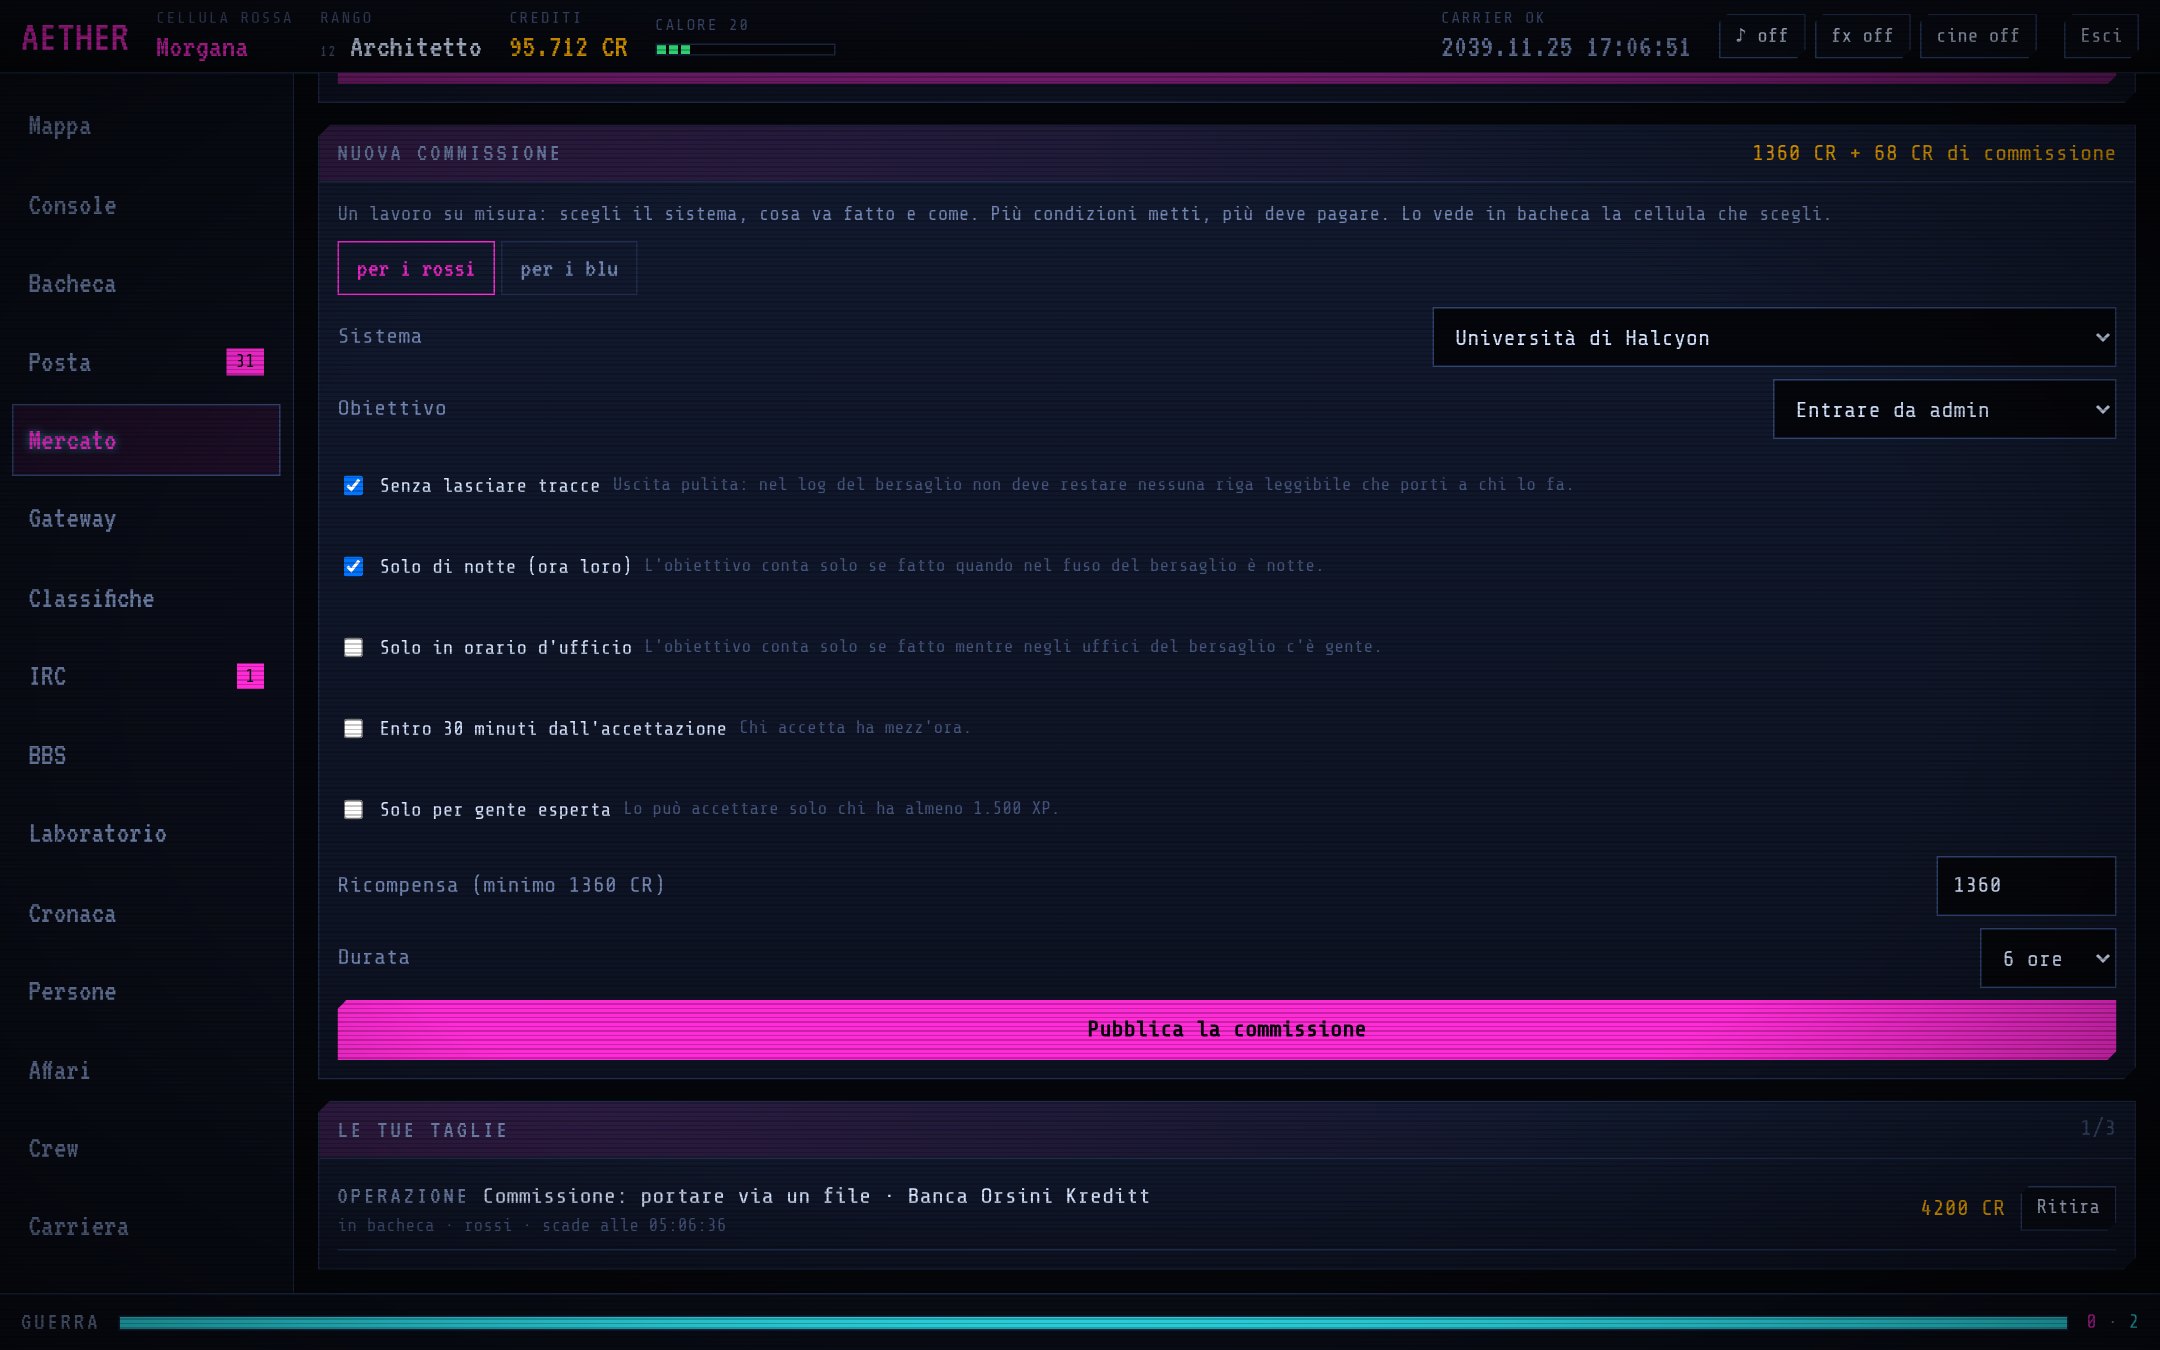 AETHER
CELLULA ROSSA
Morgana
RANGO
12 Architetto
CREDITI
95.712 CR
CALORE 20
CARRIER OK
2039.11.25 17:06:51
♪ off
fx off
cine off
Esci
Mappa
Console
Bacheca
Posta 31
Mercato
Gateway
Classifiche
IRC 1
BBS
Laboratorio
Cronaca
Persone
Affari
Crew
Carriera
NUOVA COMMISSIONE
1360 CR + 68 CR di commissione
Un lavoro su misura: scegli il sistema, cosa va fatto e come. Più condizioni metti, più deve pagare. Lo vede in bacheca la cellula che scegli.
per i rossi
per i blu
Sistema
Università di Halcyon
Obiettivo
Entrare da admin
Senza lasciare tracce Uscita pulita: nel log del bersaglio non deve restare nessuna riga leggibile che porti a chi lo fa.
Solo di notte (ora loro) L'obiettivo conta solo se fatto quando nel fuso del bersaglio è notte.
Solo in orario d'ufficio L'obiettivo conta solo se fatto mentre negli uffici del bersaglio c'è gente.
Entro 30 minuti dall'accettazione Chi accetta ha mezz'ora.
Solo per gente esperta Lo può accettare solo chi ha almeno 1.500 XP.
Ricompensa (minimo 1360 CR)
1360
Durata
6 ore
Pubblica la commissione
LE TUE TAGLIE
1/3
OPERAZIONE Commissione: portare via un file · Banca Orsini Kreditt
in bacheca · rossi · scade alle 05:06:36
4200 CR
Ritira
GUERRA
0 · 2